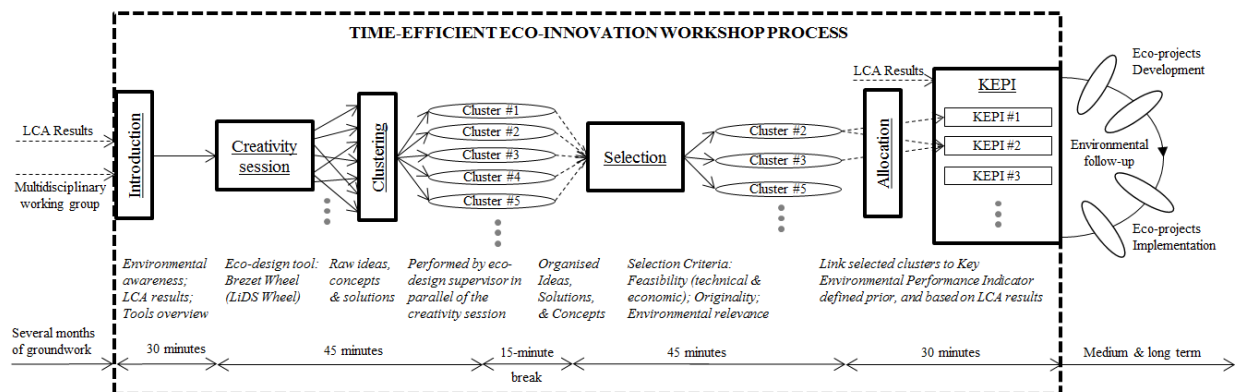 TIME-EFFICIENT ECO-INNOVATION WORKSHOP PROCESS
LCA Results
Multidisciplinary
working group
Introduction
Creativity
session
Clustering
Cluster #1
Cluster #2
Cluster #3
Cluster #4
Cluster #5
Selection
Cluster #2
Cluster #3
Cluster #5
Allocation
LCA Results
KEPI
KEPI #1
KEPI #2
KEPI #3
Eco-projects
Development
Environmental
follow-up
Eco-projects
Implementation
Environmental
awareness;
LCA results;
Tools overview
Eco-design tool:
Brezet Wheel
(LiDS Wheel)
Raw ideas,
concepts
& solutions
Performed by eco-
design supervisor in
parallel of the
creativity session
Organised
Ideas,
Solutions,
& Concepts
Selection Criteria:
Feasibility (technical &
economic); Originality;
Environmental relevance
Link selected clusters to Key
Environmental Performance Indicator
defined prior, and based on LCA results
Several months
of groundwork
30 minutes
45 minutes
15-minute
break
45 minutes
30 minutes
Medium & long term